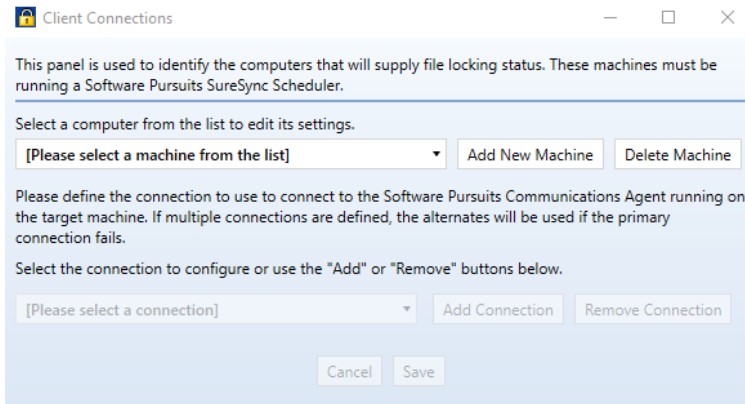 Client Connections
This panel is used to identify the computers that will supply file locking status. These machines must be
running a Software Pursuits SureSync Scheduler.
Select a computer from the list to edit its settings.
[Please select a machine from the list] Add New Machine Delete Machine
Please define the connection to use to connect to the Software Pursuits Communications Agent running on
the target machine. If multiple connections are defined, the alternates will be used if the primary
connection fails.
Select the connection to configure or use the "Add" or "Remove" buttons below.
[Please select a connection] Add Connection Remove Connection
Cancel Save